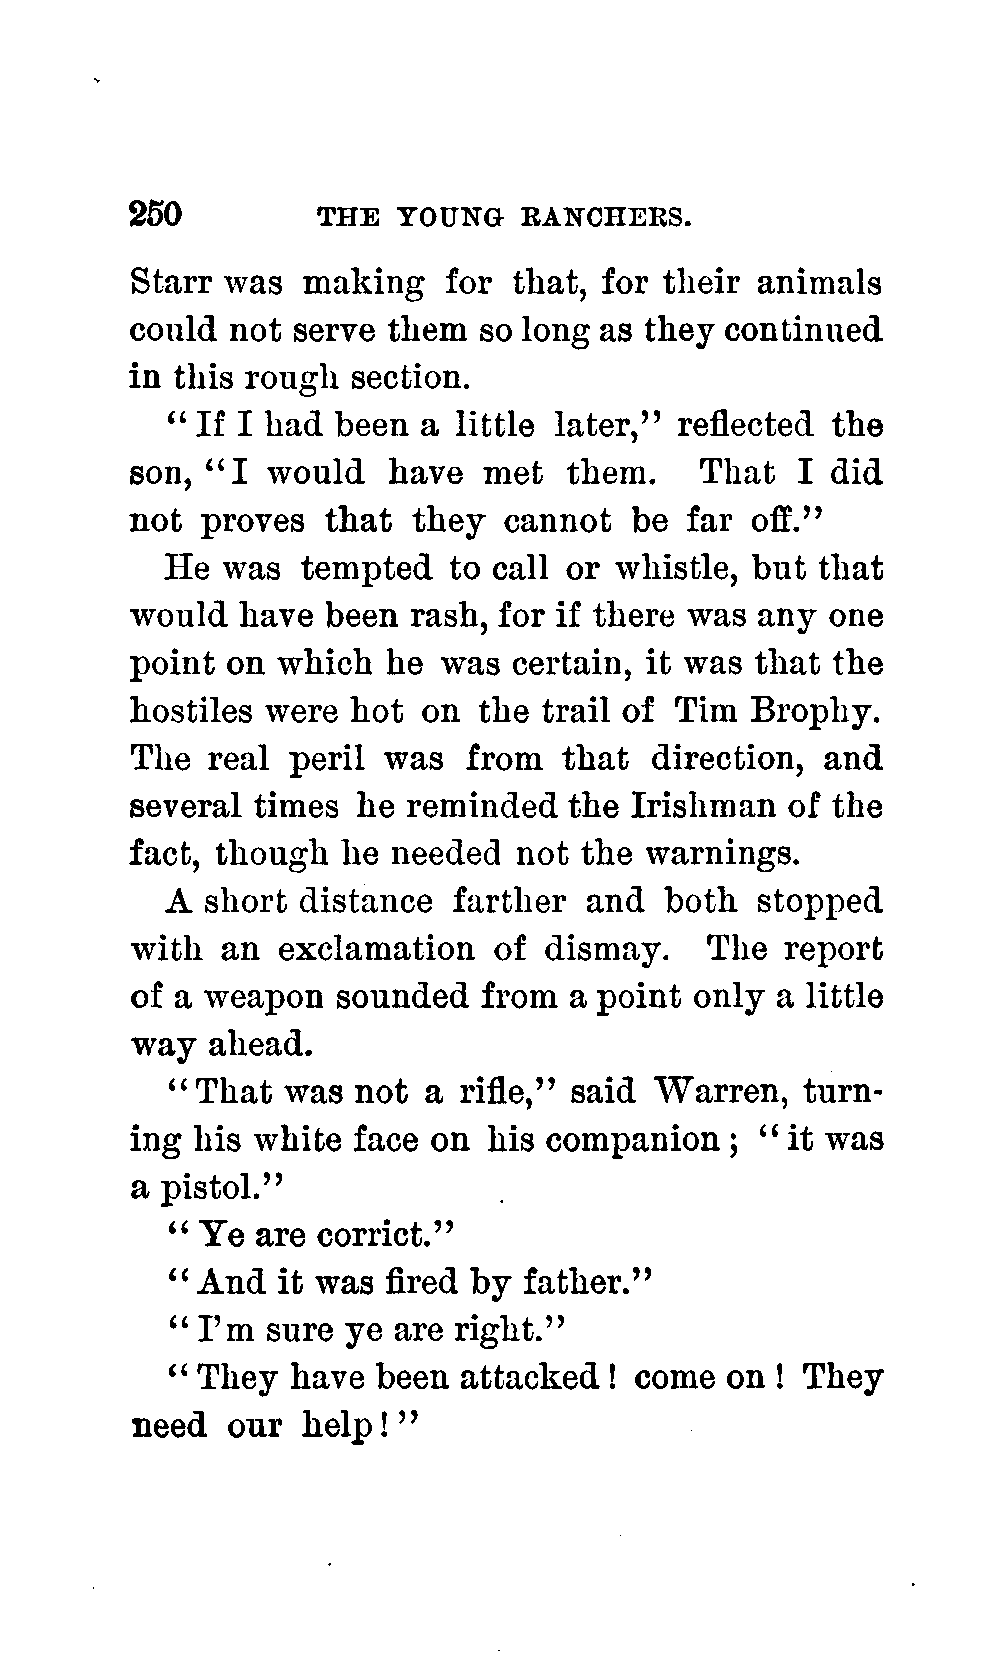 250 THE YOUNG RANCHERS.
Starr was making for that, for their animals
could not serve them so long as they continued
in this rough section.
“If I had been a little later,” reflected the
son, “I would have met them. That I did
not proves that they cannot be far off.”
He was tempted to call or whistle, but that
would have been rash, for if there was any one
point on which he was certain, it was that the
hostiles were hot on the trail of Tim Brophy.
The real peril was from that direction, and
several times he reminded the Irishman of the
fact, though he needed not the warnings.
A short distance farther and both stopped
with an exclamation of dismay. The report
of a weapon sounded from a point only a little
way ahead.
“That was not a rifle,” said Warren, turn-
ing his white face on his companion; “it was
a pistol.”
“Ye are corrict.”
“And it was fired by father.”
“I’m sure ye are right.”
“They have been attacked! come on! They
need our help!”